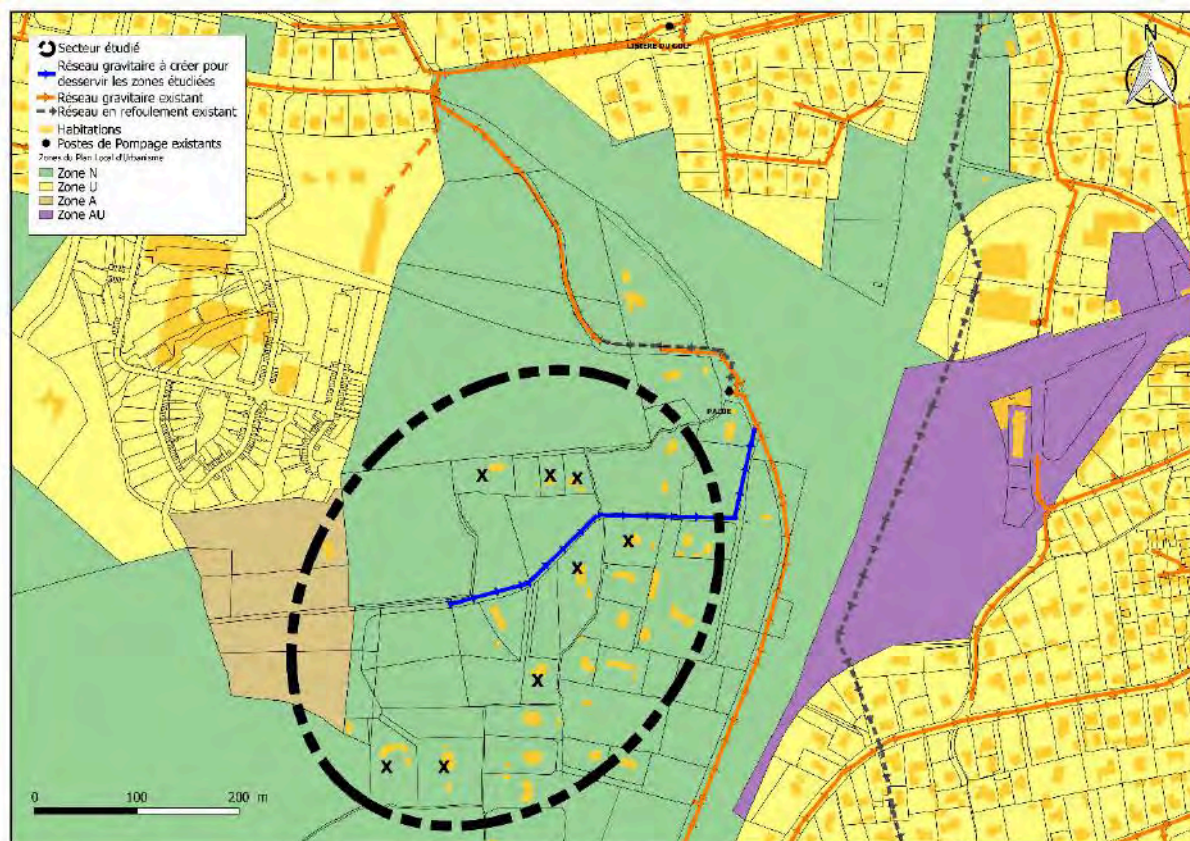 LISIERE DU GOLF
N
Secteur étudié
Réseau gravitaire à créer pour
desservir les zones étudiées
Réseau gravitaire existant
Réseau en refoulement existant
Habitations
Postes de Pompage existants
Zones du Plan Local d'Urbanisme
Zone N
Zone U
Zone A
Zone AU
X X X
X
X
X
X X
0 100 200 m